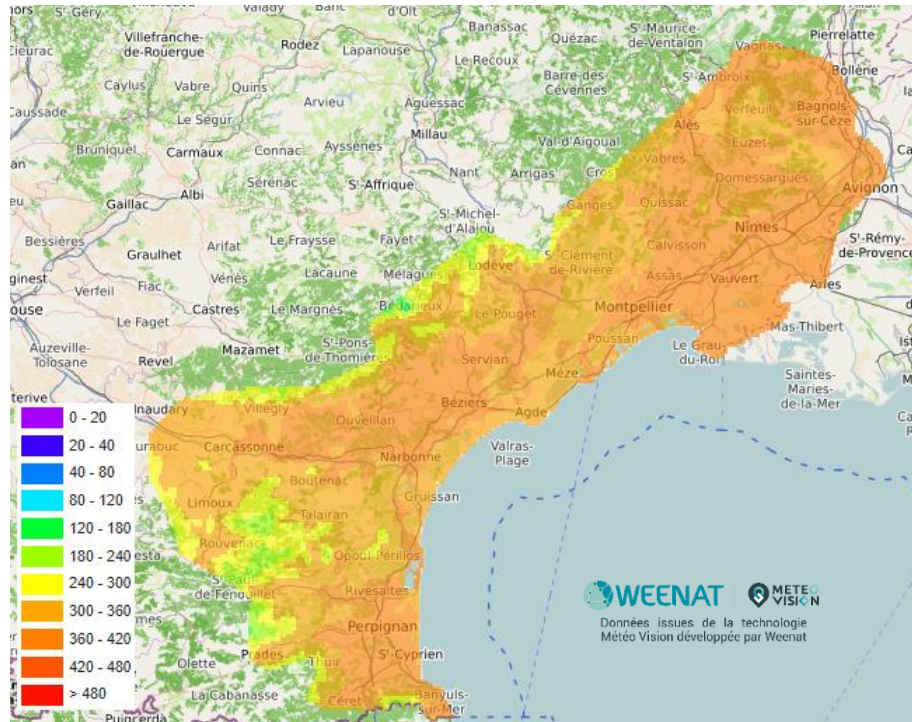 St-Géry
Valady
Banc
d'Olt
Banassac
St-Maurice-
de-Ventalon
Vagnas
Pierrelatte
Cieurac
Villefranche-
de-Rouergue
Rodez
Lapanouse
Quézac
Le Recoux
Bollène
Caylus
Vabre
Quins
Barre-des-
Cévennes
St-Ambroix
Caussade
Arvieu
Aguessac
Verfeuil
Bagnols-
sur-Cèze
Le Ségur
Millau
Alès
Bruniquel
Carmaux
Connac
Ayssènes
Val-d'Aigoual
Euzet
Vabres
Sérénac
Nant
Arrigas
Cros
Domessargues
Albi
St-Affrique
Avignon
Gaillac
Ganges
Quissac
St-Michel-
d'Alajou
Nîmes
Bessières
Arifat
Le Fraysse
Fayet
St-Clément
de-Rivière
Calvisson
St-Rémy-
de-Provence
Graulhet
Lodève
Vénès
Lacaune
Mélagues
Assas
Vauvert
Verfeil
Fiac
Arles
Bédarieux
Castres
Le Margnès
Le Pouget
Montpellier
Le Faget
Mas-Thibert
St-Pons-
de-Thomières
Poussan
Auzeville-
Tolosane
Revel
Mazamet
Servian
Le Grau-
du-Roi
Mèze
Saintes-
Maries-
de-la-Mer
Villegly
Béziers
Agde
Ouveillan
Carcassonne
Valras-
Plage
Narbonne
Boutenac
Gruissan
Limoux
Talairan
Rouvenac
Opoul-Périllos
St-Paul-
de-Fenouillet
Rivesaltes
Perpignan
Olette
Prades
Thuir
St-Cyprien
La Cabanasse
Céret
Banyuls-
sur-Mer
Puigcerda
0 - 20
20 - 40
40 - 80
80 - 120
120 - 180
180 - 240
240 - 300
300 - 360
360 - 420
420 - 480
> 480
WEENAT
METEO
VISION
Données issues de la technologie
Météo Vision développée par Weenat